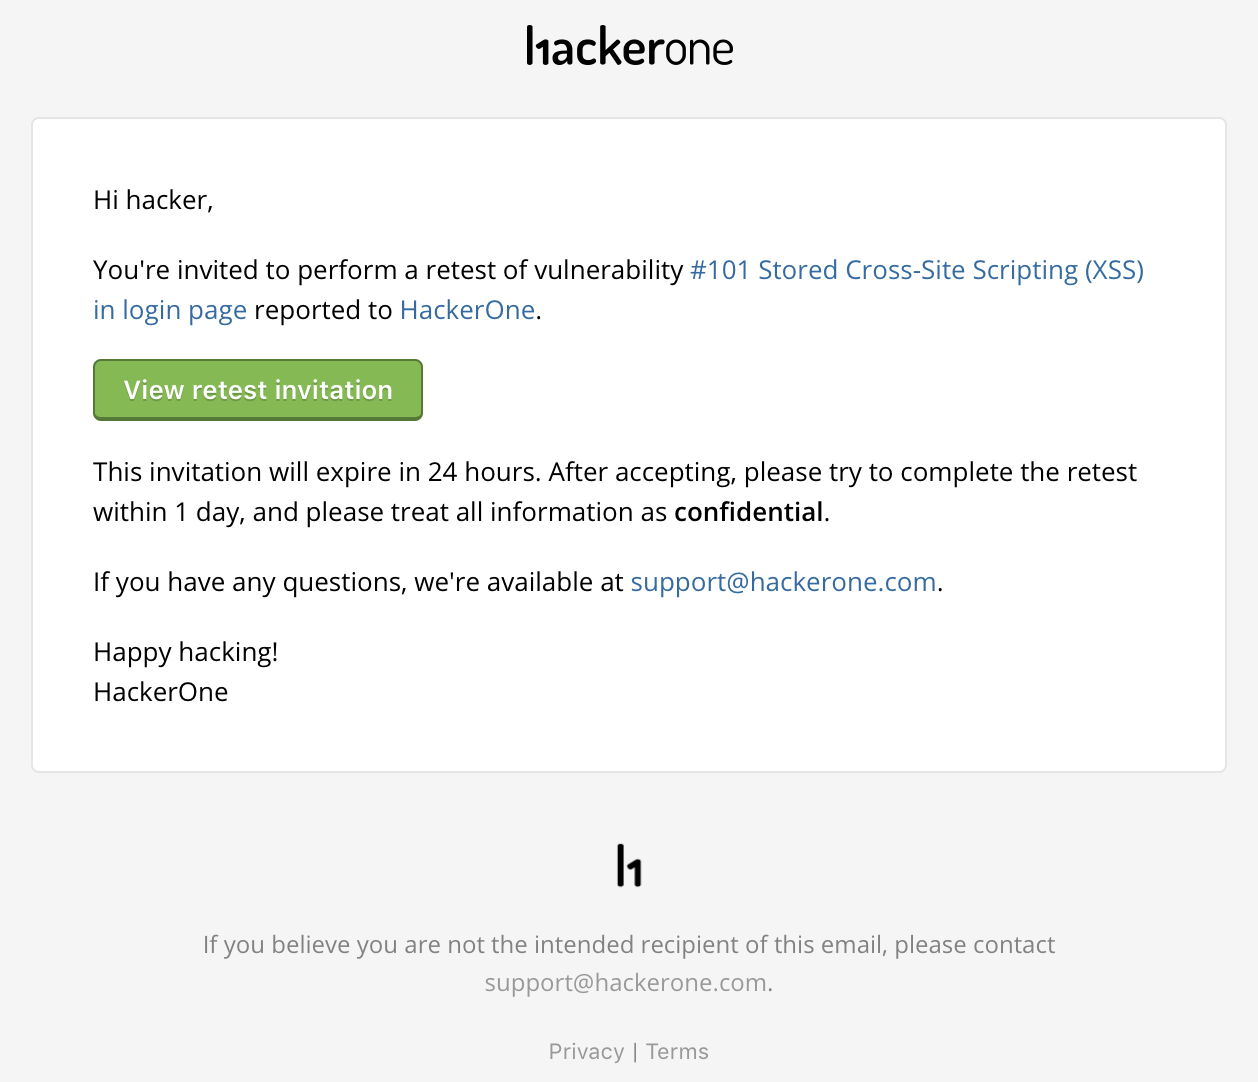 hackerone
Hi hacker,
You're invited to perform a retest of vulnerability #101 Stored Cross-Site Scripting (XSS)
in login page reported to HackerOne.
View retest invitation
This invitation will expire in 24 hours. After accepting, please try to complete the retest
within 1 day, and please treat all information as confidential.
If you have any questions, we're available at support@hackerone.com.
Happy hacking!
HackerOne
h1
If you believe you are not the intended recipient of this email, please contact
support@hackerone.com.
Privacy | Terms